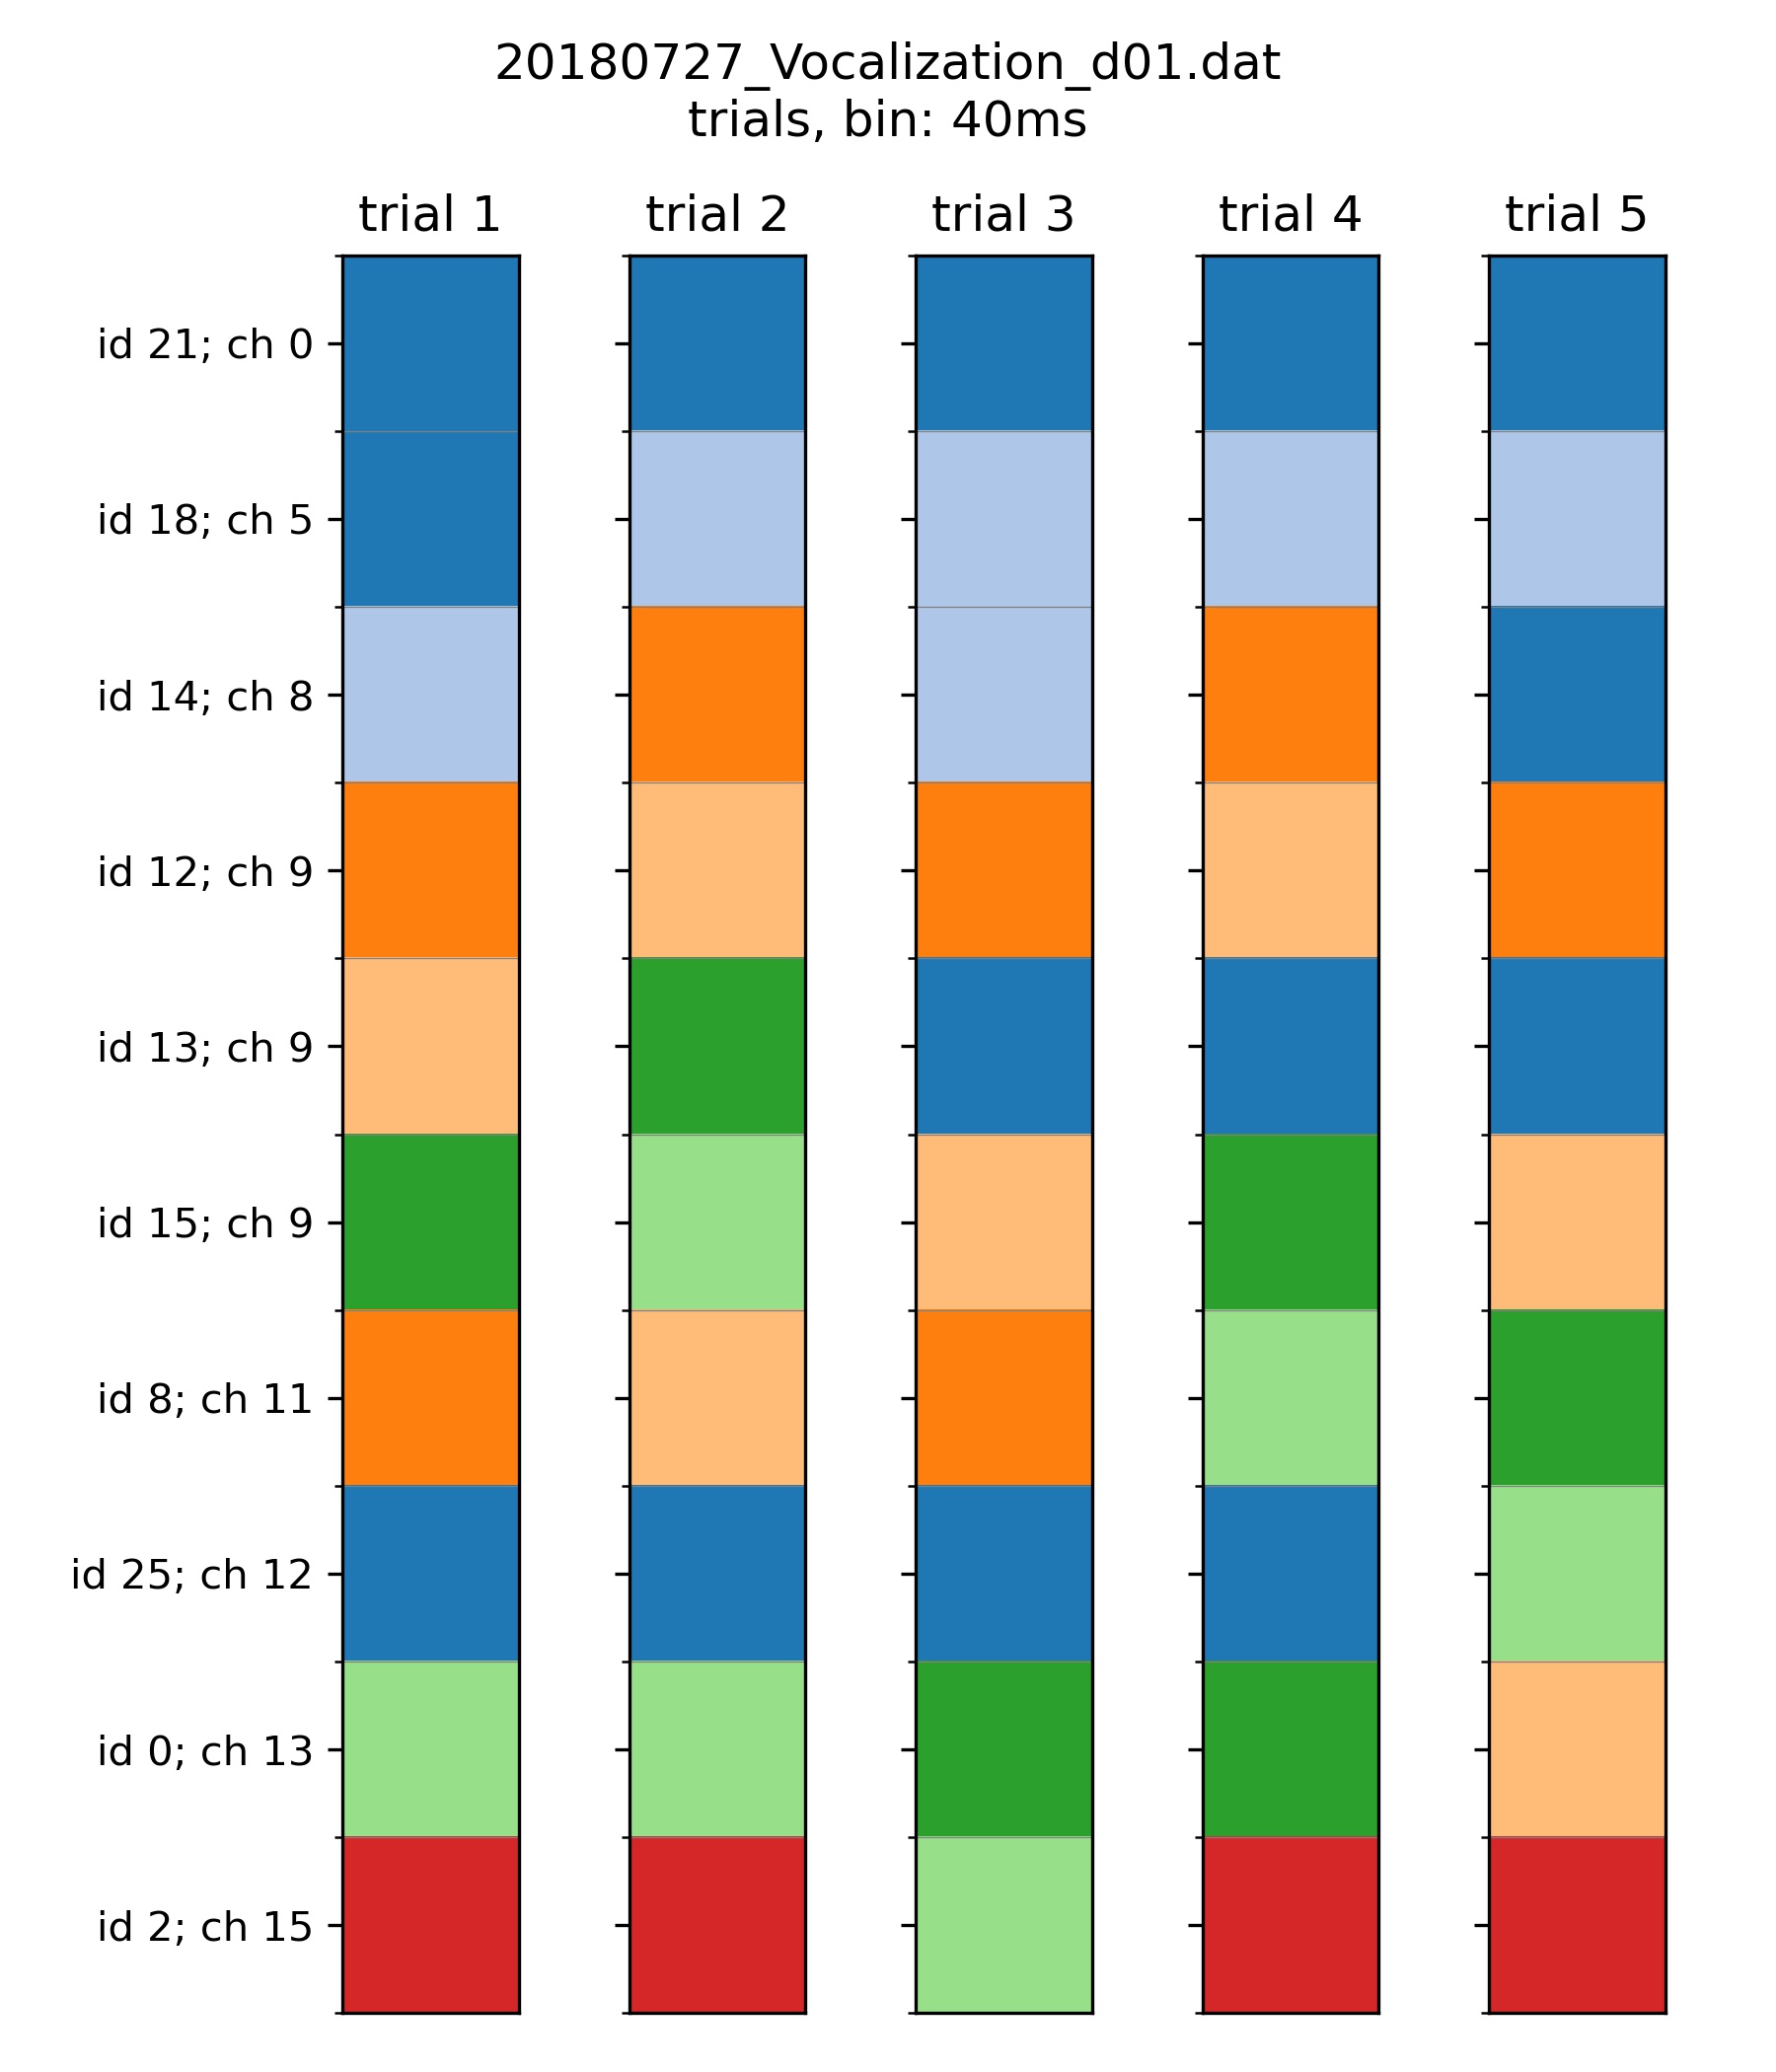 20180727_Vocalization_d01.dat
trials, bin: 40ms
trial 1 trial 2 trial 3 trial 4 trial 5
id 21; ch 0
id 18; ch 5
id 14; ch 8
id 12; ch 9
id 13; ch 9
id 15; ch 9
id 8; ch 11
id 25; ch 12
id 0; ch 13
id 2; ch 15